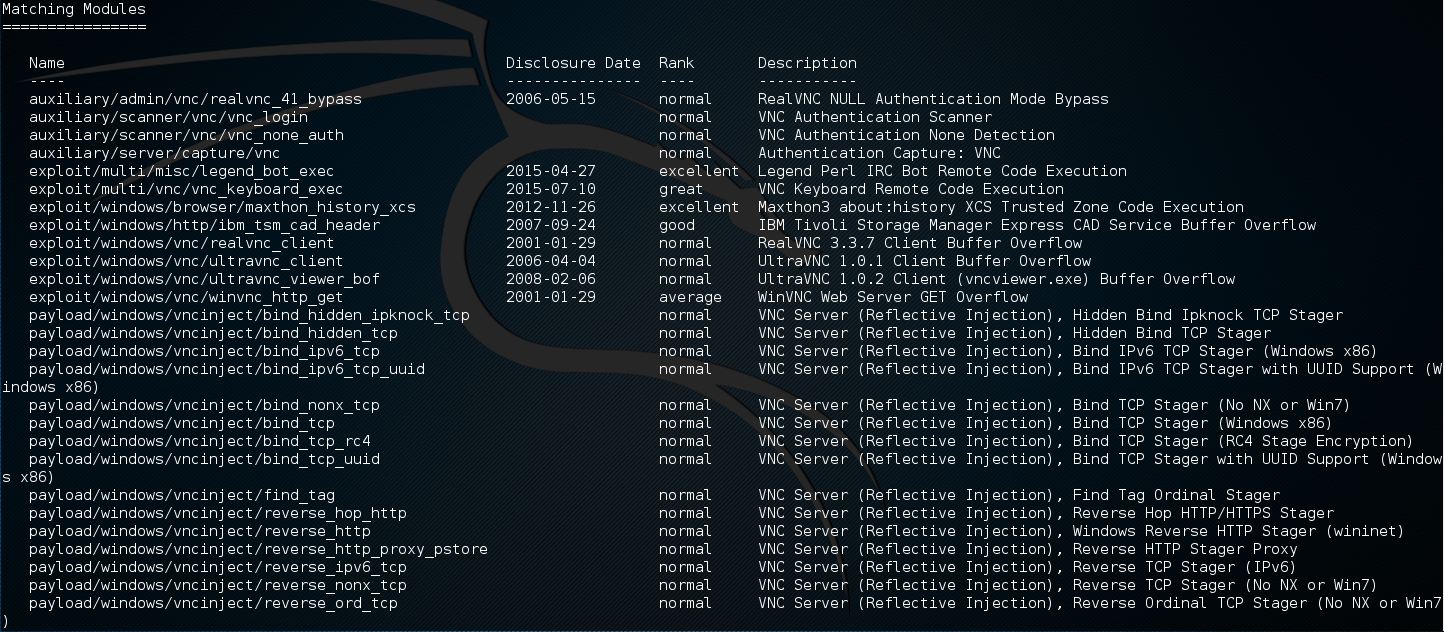 Matching Modules
================
Name Disclosure Date Rank Description
---- --------------- ---- -----------
auxiliary/admin/vnc/realvnc_41_bypass 2006-05-15 normal RealVNC NULL Authentication Mode Bypass
auxiliary/scanner/vnc/vnc_login normal VNC Authentication Scanner
auxiliary/scanner/vnc/vnc_none_auth normal VNC Authentication None Detection
auxiliary/server/capture/vnc normal Authentication Capture: VNC
exploit/multi/misc/legend_bot_exec 2015-04-27 excellent Legend Perl IRC Bot Remote Code Execution
exploit/multi/vnc/vnc_keyboard_exec 2015-07-10 great VNC Keyboard Remote Code Execution
exploit/windows/browser/maxthon_history_xcs 2012-11-26 excellent Maxthon3 about:history XCS Trusted Zone Code Execution
exploit/windows/http/ibm_tsm_cad_header 2007-09-24 good IBM Tivoli Storage Manager Express CAD Service Buffer Overflow
exploit/windows/vnc/realvnc_client 2001-01-29 normal RealVNC 3.3.7 Client Buffer Overflow
exploit/windows/vnc/ultravnc_client 2006-04-04 normal UltraVNC 1.0.1 Client Buffer Overflow
exploit/windows/vnc/ultravnc_viewer_bof 2008-02-06 normal UltraVNC 1.0.2 Client (vncviewer.exe) Buffer Overflow
exploit/windows/vnc/winvnc_http_get 2001-01-29 average WinVNC Web Server GET Overflow
payload/windows/vncinject/bind_hidden_ipknock_tcp normal VNC Server (Reflective Injection), Hidden Bind Ipknock TCP Stager
payload/windows/vncinject/bind_hidden_tcp normal VNC Server (Reflective Injection), Hidden Bind TCP Stager
payload/windows/vncinject/bind_ipv6_tcp normal VNC Server (Reflective Injection), Bind IPv6 TCP Stager (Windows x86)
payload/windows/vncinject/bind_ipv6_tcp_uuid normal VNC Server (Reflective Injection), Bind IPv6 TCP Stager with UUID Support (W
indows x86)
payload/windows/vncinject/bind_nonx_tcp normal VNC Server (Reflective Injection), Bind TCP Stager (No NX or Win7)
payload/windows/vncinject/bind_tcp normal VNC Server (Reflective Injection), Bind TCP Stager (Windows x86)
payload/windows/vncinject/bind_tcp_rc4 normal VNC Server (Reflective Injection), Bind TCP Stager (RC4 Stage Encryption)
payload/windows/vncinject/bind_tcp_uuid normal VNC Server (Reflective Injection), Bind TCP Stager with UUID Support (Window
s x86)
payload/windows/vncinject/find_tag normal VNC Server (Reflective Injection), Find Tag Ordinal Stager
payload/windows/vncinject/reverse_hop_http normal VNC Server (Reflective Injection), Reverse Hop HTTP/HTTPS Stager
payload/windows/vncinject/reverse_http normal VNC Server (Reflective Injection), Windows Reverse HTTP Stager (wininet)
payload/windows/vncinject/reverse_http_proxy_pstore normal VNC Server (Reflective Injection), Reverse HTTP Stager Proxy
payload/windows/vncinject/reverse_ipv6_tcp normal VNC Server (Reflective Injection), Reverse TCP Stager (IPv6)
payload/windows/vncinject/reverse_nonx_tcp normal VNC Server (Reflective Injection), Reverse TCP Stager (No NX or Win7)
payload/windows/vncinject/reverse_ord_tcp normal VNC Server (Reflective Injection), Reverse Ordinal TCP Stager (No NX or Win7
)